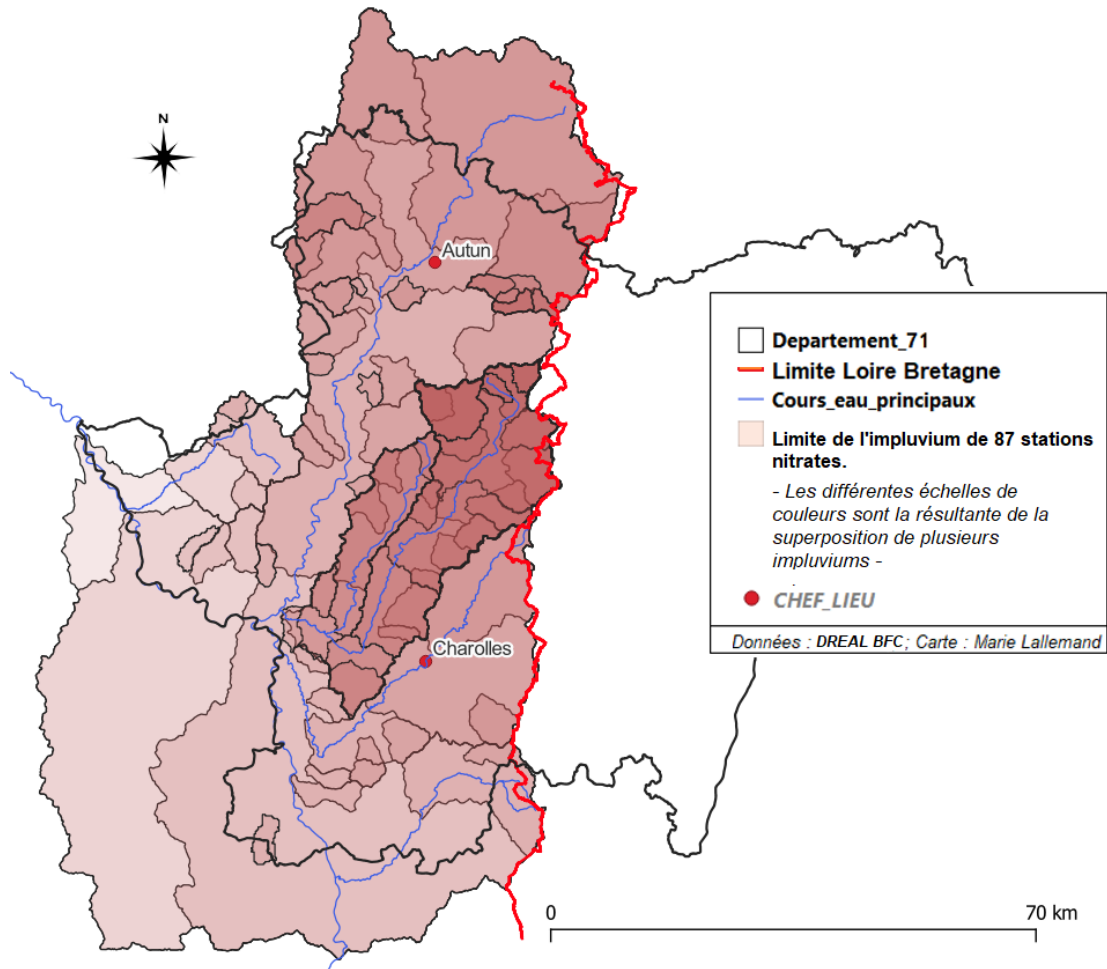 N
Autun
Departement_71
Limite Loire Bretagne
Cours_eau_principaux
Limite de l'impluvium de 87 stations
nitrates.
- Les différentes échelles de
couleurs sont la résultante de la
superposition de plusieurs
impluviums -
CHEF_LIEU
Données : DREAL BFC; Carte : Marie Lallemand
Charolles
0
70 km